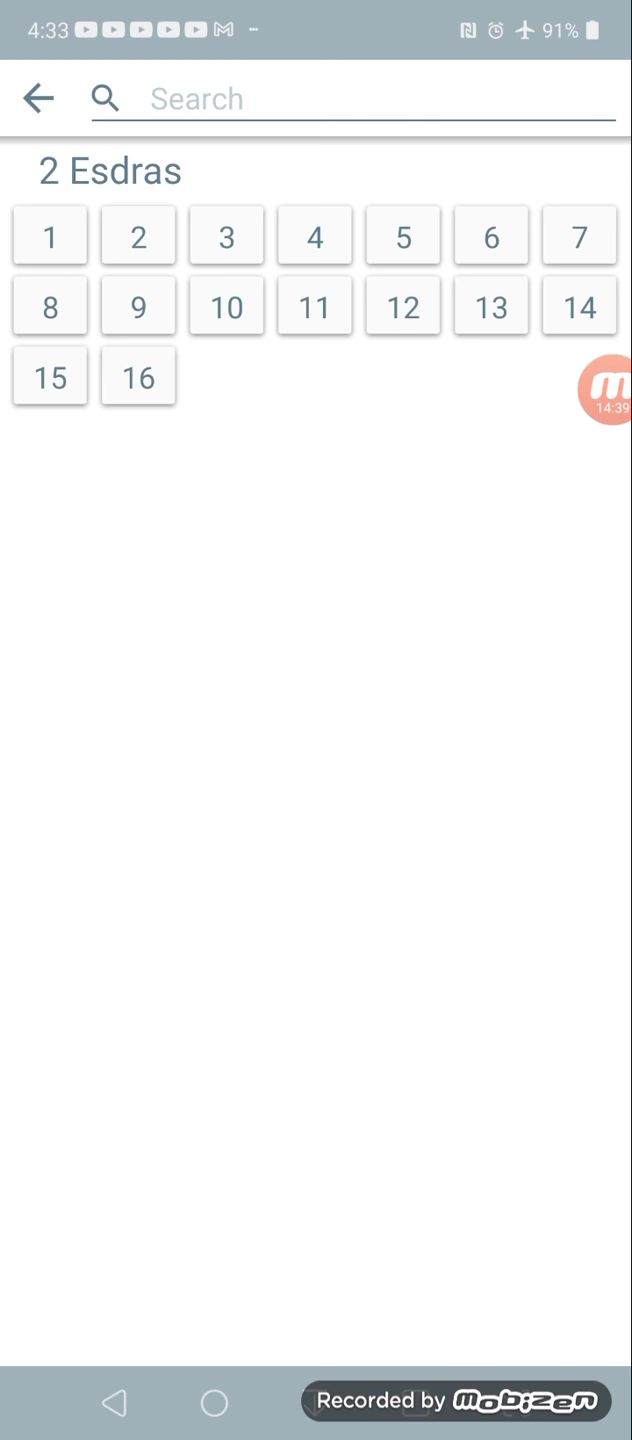 4:33 91%
Search
2 Esdras
1 2 3 4 5 6 7
8 9 10 11 12 13 14
15 16
m
14:39
Recorded by mobizen